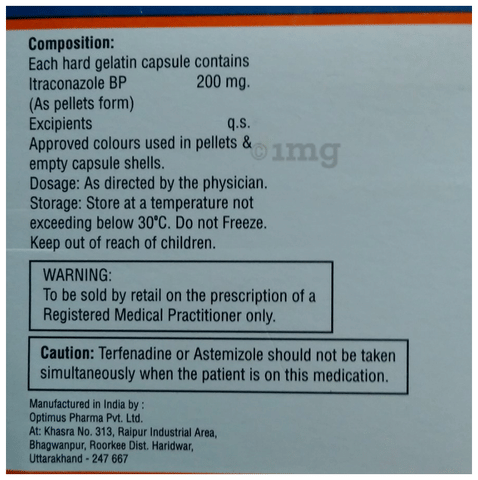 Composition:
Each hard gelatin capsule contains
Itraconazole BP 200 mg.
(As pellets form)
Excipients q.s.
Approved colours used in pellets &
empty capsule shells.
Dosage: As directed by the physician.
Storage: Store at a temperature not
exceeding below 30°C. Do not Freeze.
Keep out of reach of children.
WARNING:
To be sold by retail on the prescription of a
Registered Medical Practitioner only.
Caution: Terfenadine or Astemizole should not be taken
simultaneously when the patient is on this medication.
Manufactured in India by :
Optimus Pharma Pvt. Ltd.
At: Khasra No. 313, Raipur Industrial Area,
Bhagwanpur, Roorkee Dist. Haridwar,
Uttarakhand - 247 667
©1mg